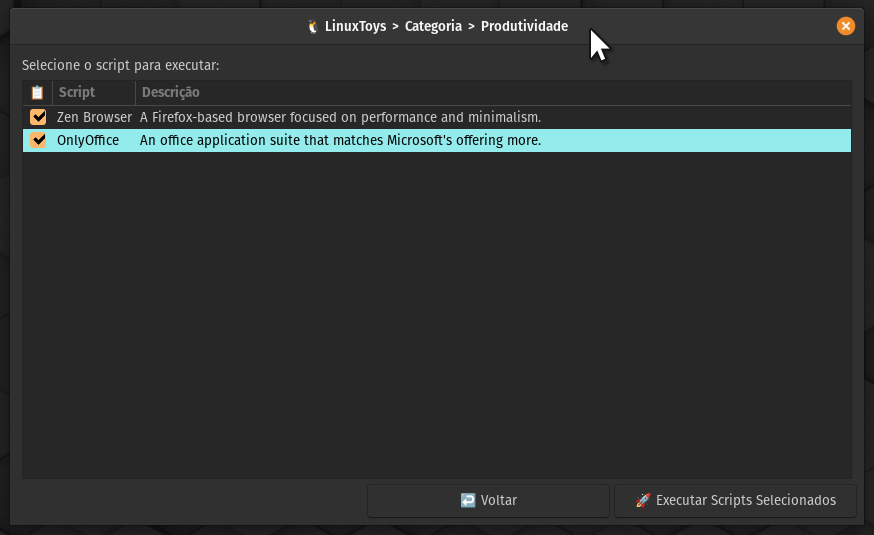 LinuxToys > Categoria > Produtividade
Selecione o script para executar:
Script Descrição
Zen Browser A Firefox-based browser focused on performance and minimalism.
OnlyOffice An office application suite that matches Microsoft's offering more.
Voltar Executar Scripts Selecionados